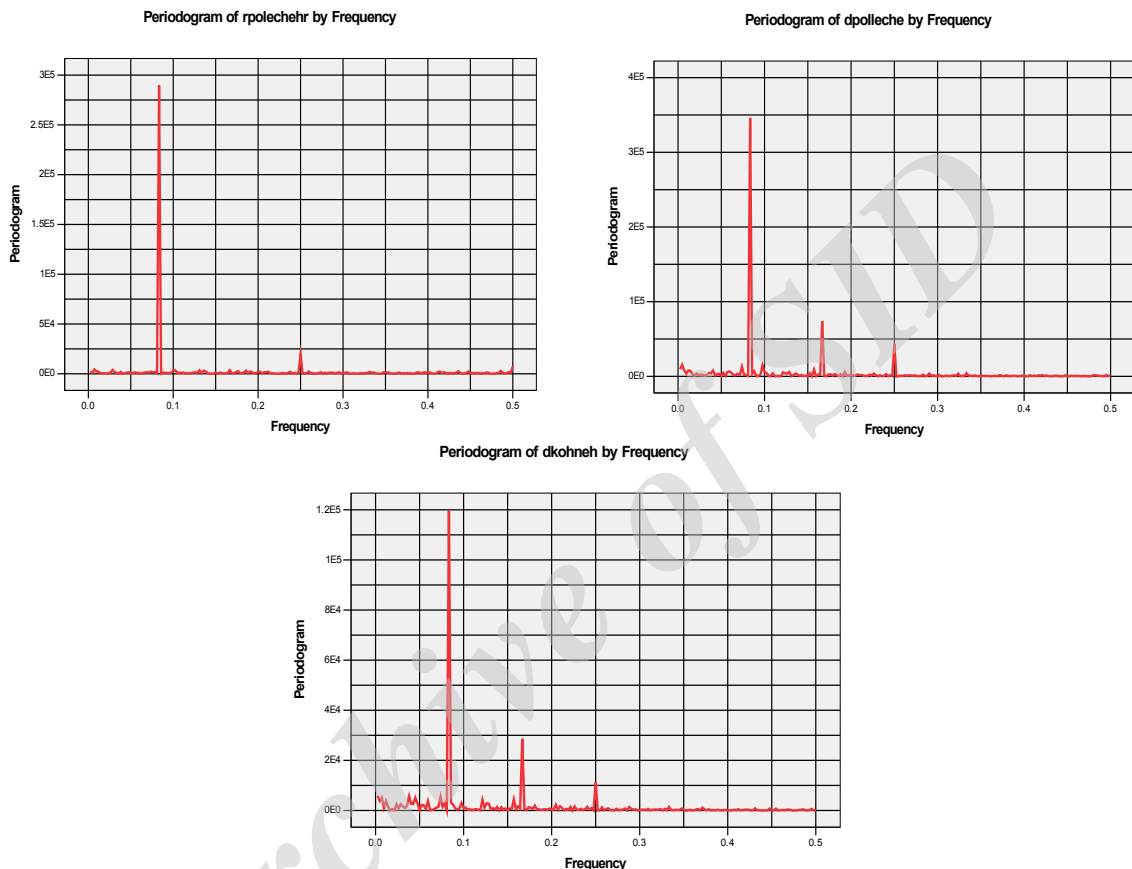 Periodogram of rpolechehr by Frequency
3E5
2.5E5
2E5
1.5E5
1E5
5E4
0E0
Periodogram
0.0 0.1 0.2 0.3 0.4 0.5
Frequency
Periodogram of dpolleche by Frequency
4E5
3E5
2E5
1E5
0E0
Periodogram
0.0 0.1 0.2 0.3 0.4 0.5
Frequency
Periodogram of dkohneh by Frequency
1.2E5
1E5
8E4
6E4
4E4
2E4
0E0
Periodogram
0.0 0.1 0.2 0.3 0.4 0.5
Frequency
rchive of SID